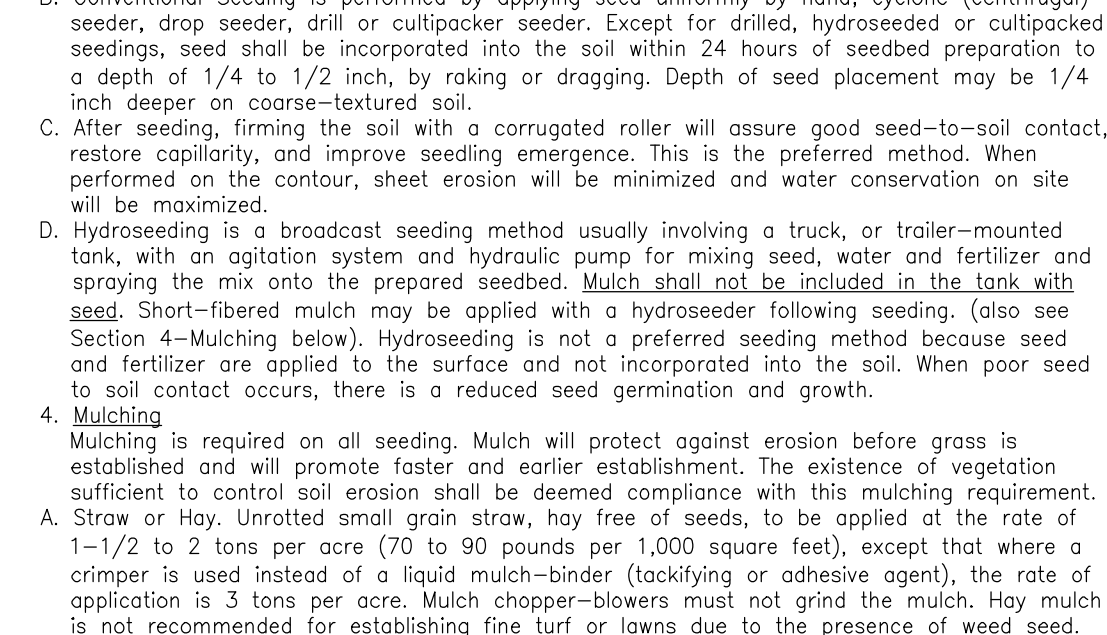 B. Conventional Seeding is performed by applying seed uniformly by hand, cyclone (centrifugal)
seeder, drop seeder, drill or cultipacker seeder. Except for drilled, hydroseeded or cultipacked
seedings, seed shall be incorporated into the soil within 24 hours of seedbed preparation to
a depth of 1/4 to 1/2 inch, by raking or dragging. Depth of seed placement may be 1/4
inch deeper on coarse-textured soil.
C. After seeding, firming the soil with a corrugated roller will assure good seed-to-soil contact,
restore capillarity, and improve seedling emergence. This is the preferred method. When
performed on the contour, sheet erosion will be minimized and water conservation on site
will be maximized.
D. Hydroseeding is a broadcast seeding method usually involving a truck, or trailer-mounted
tank, with an agitation system and hydraulic pump for mixing seed, water and fertilizer and
spraying the mix onto the prepared seedbed. Mulch shall not be included in the tank with
seed. Short-fibered mulch may be applied with a hydroseeder following seeding. (also see
Section 4-Mulching below). Hydroseeding is not a preferred seeding method because seed
and fertilizer are applied to the surface and not incorporated into the soil. When poor seed
to soil contact occurs, there is a reduced seed germination and growth.
4. Mulching
Mulching is required on all seeding. Mulch will protect against erosion before grass is
established and will promote faster and earlier establishment. The existence of vegetation
sufficient to control soil erosion shall be deemed compliance with this mulching requirement.
A. Straw or Hay. Unrotted small grain straw, hay free of seeds, to be applied at the rate of
1-1/2 to 2 tons per acre (70 to 90 pounds per 1,000 square feet), except that where a
crimper is used instead of a liquid mulch-binder (tackifying or adhesive agent), the rate of
application is 3 tons per acre. Mulch chopper-blowers must not grind the mulch. Hay mulch
is not recommended for establishing fine turf or lawns due to the presence of weed seed.